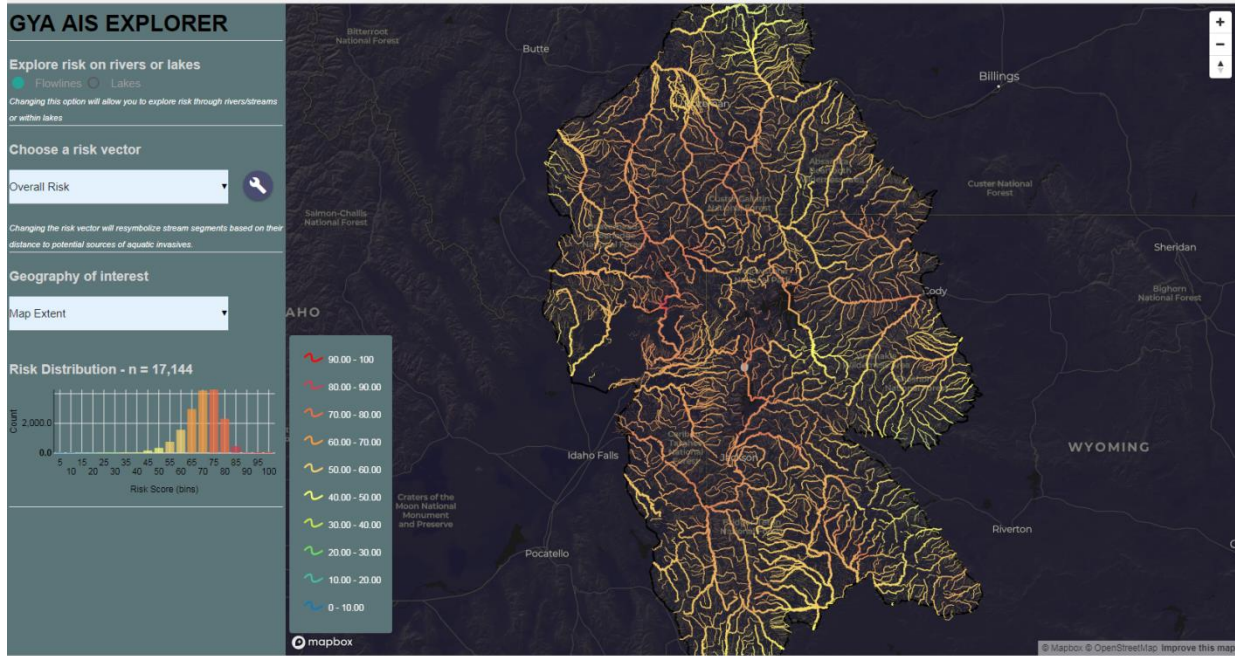 GYA AIS EXPLORER
Explore risk on rivers or lakes
Flowlines Lakes
Changing this option will allow you to explore risk through rivers/streams
or within lakes
Choose a risk vector
Overall Risk
Changing the risk vector will resymbolize stream segments based on their
distance to potential sources of aquatic invasives.
Geography of interest
Map Extent
Risk Distribution - n = 17,144
Count
2,000.0
0.0
5 15 25 35 45 55 65 75 85 95
10 20 30 40 50 60 70 80 90 100
Risk Score (bins)
90.00 - 100
80.00 - 90.00
70.00 - 80.00
60.00 - 70.00
50.00 - 60.00
40.00 - 50.00
30.00 - 40.00
20.00 - 30.00
10.00 - 20.00
0 - 10.00
mapbox
Bitterroot
National Forest
Butte
Billings
Custer National
Forest
Salmon-Challis
National Forest
Custer Gallatin
National Forest
Sheridan
Bighorn
National Forest
Cody
AHO
WYOMING
Idaho Falls
Jackson
Craters of the
Moon National
Monument
and Preserve
Riverton
Pocatello
+
−
© Mapbox © OpenStreetMap Improve this map